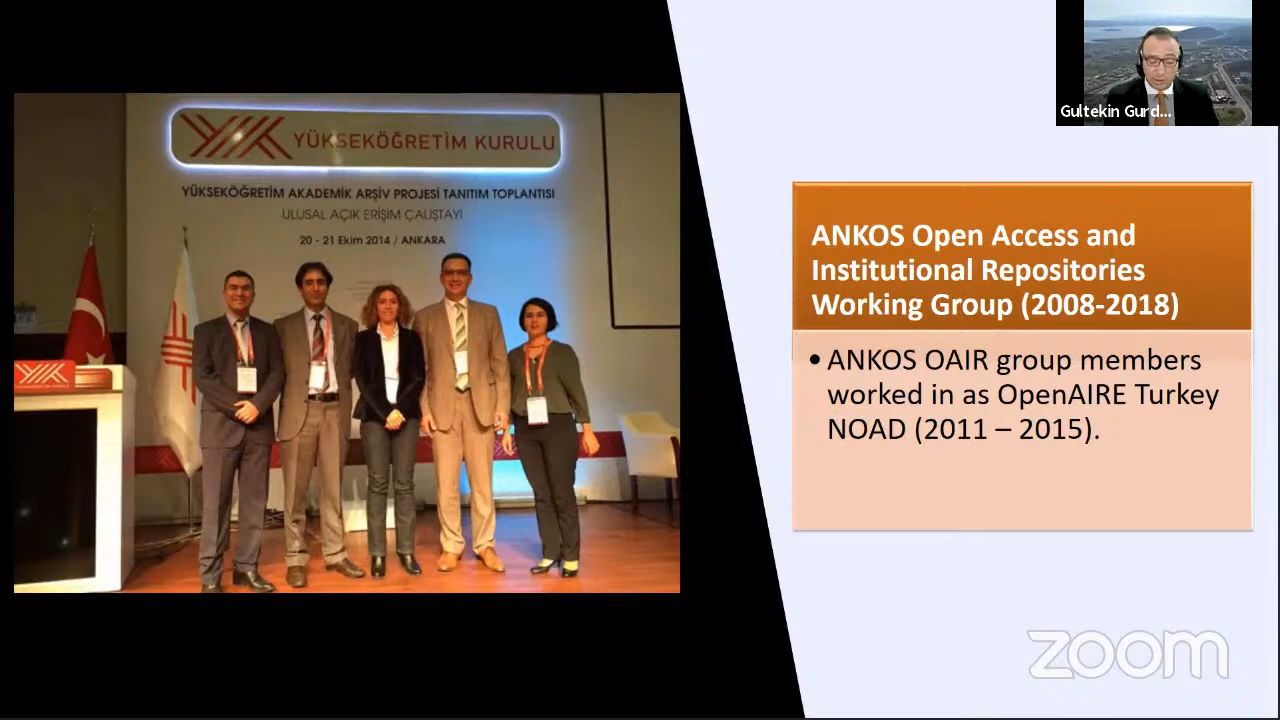 YÜKSEKÖĞRETİM KURULU
YÜKSEKÖĞRETİM AKADEMİK ARŞİV PROJESİ TANITIM TOPLANTISI
ULUSAL AÇIK ERİŞİM ÇALIŞTAYI
20 - 21 Ekim 2014 / ANKARA
Gultekin Gurd...
ANKOS Open Access and
Institutional Repositories
Working Group (2008-2018)
• ANKOS OAIR group members
worked in as OpenAIRE Turkey
NOAD (2011 – 2015).
zoom